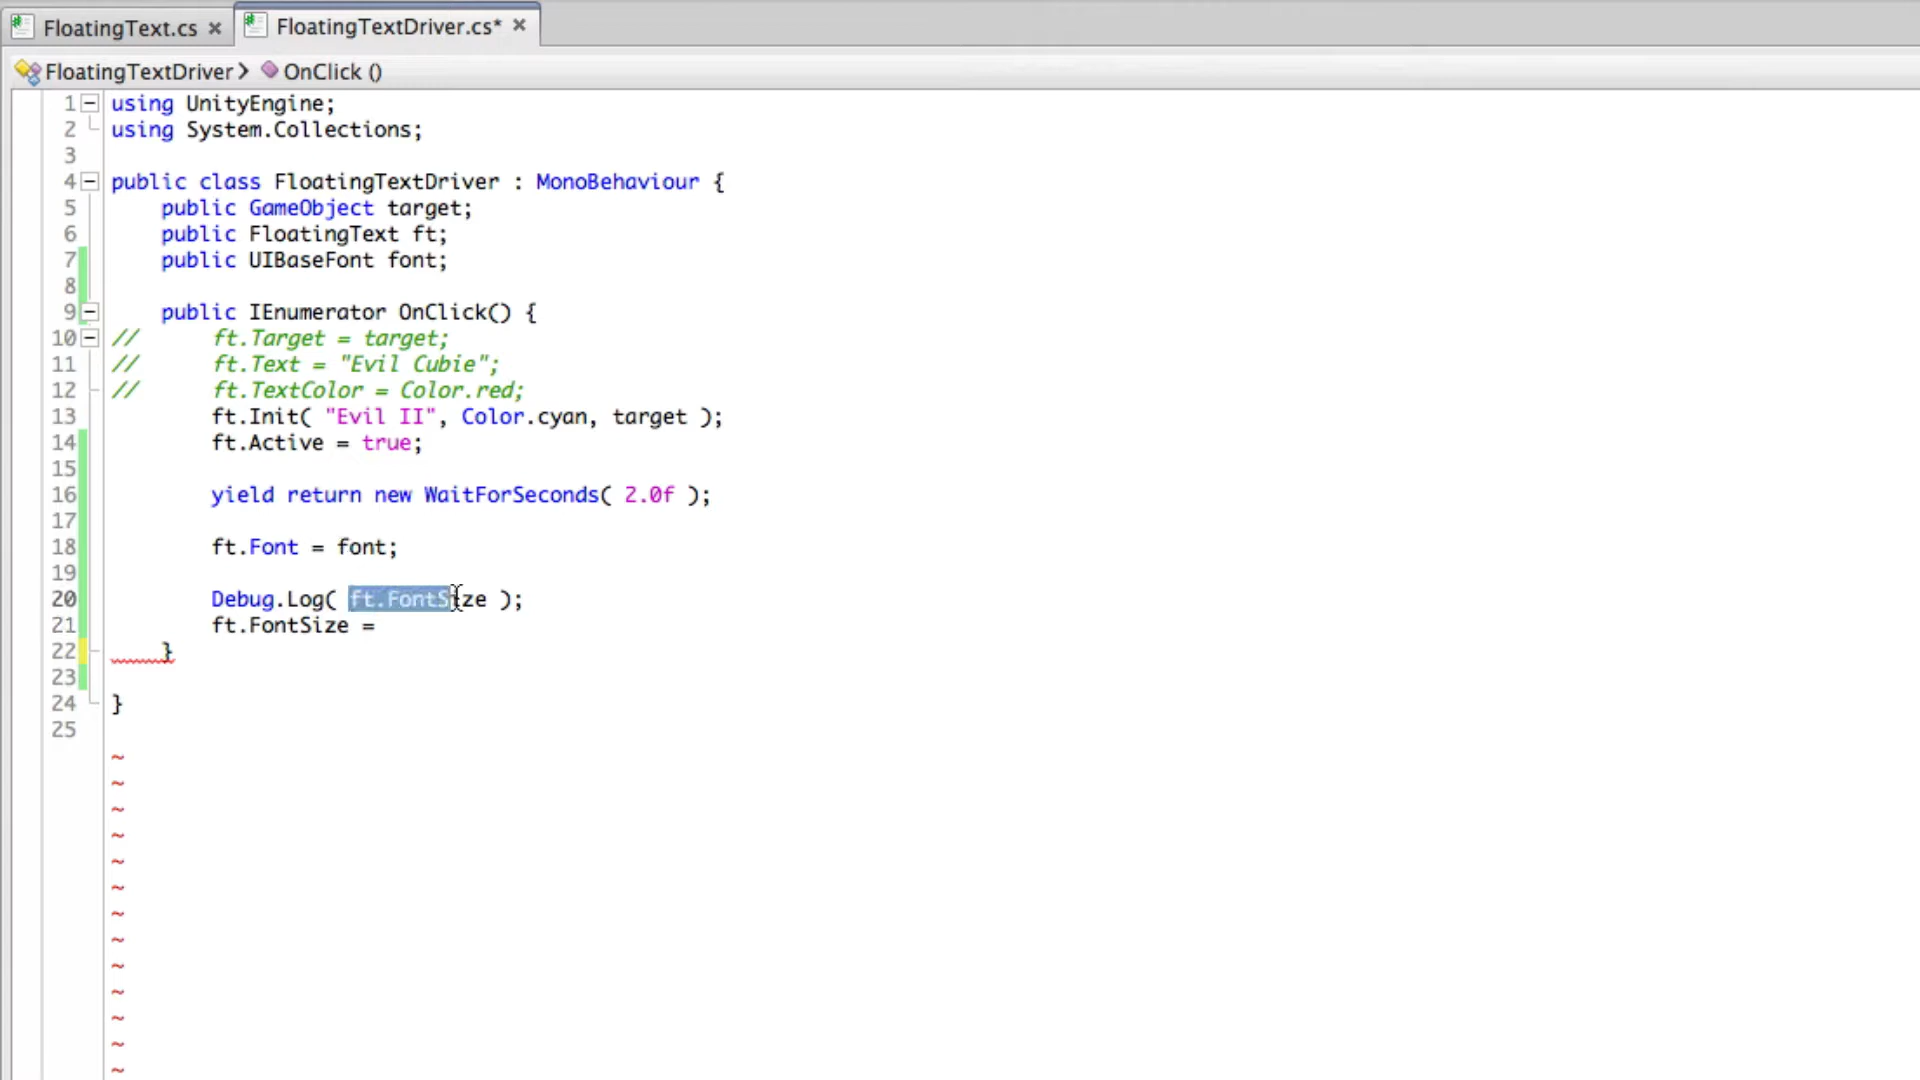 FloatingText.cs ×
FloatingTextDriver.cs* ×
FloatingTextDriver > OnClick ()
1 using UnityEngine;
2 using System.Collections;
3
4 public class FloatingTextDriver : MonoBehaviour {
5 public GameObject target;
6 public FloatingText ft;
7 public UIBaseFont font;
8
9 public IEnumerator OnClick() {
10 // ft.Target = target;
11 // ft.Text = "Evil Cubie";
12 // ft.TextColor = Color.red;
13 ft.Init( "Evil II", Color.cyan, target );
14 ft.Active = true;
15
16 yield return new WaitForSeconds( 2.0f );
17
18 ft.Font = font;
19
20 Debug.Log( ft.FontSize );
21 ft.FontSize =
22 }
23
24 }
25
~
~
~
~
~
~
~
~
~
~
~
~
~